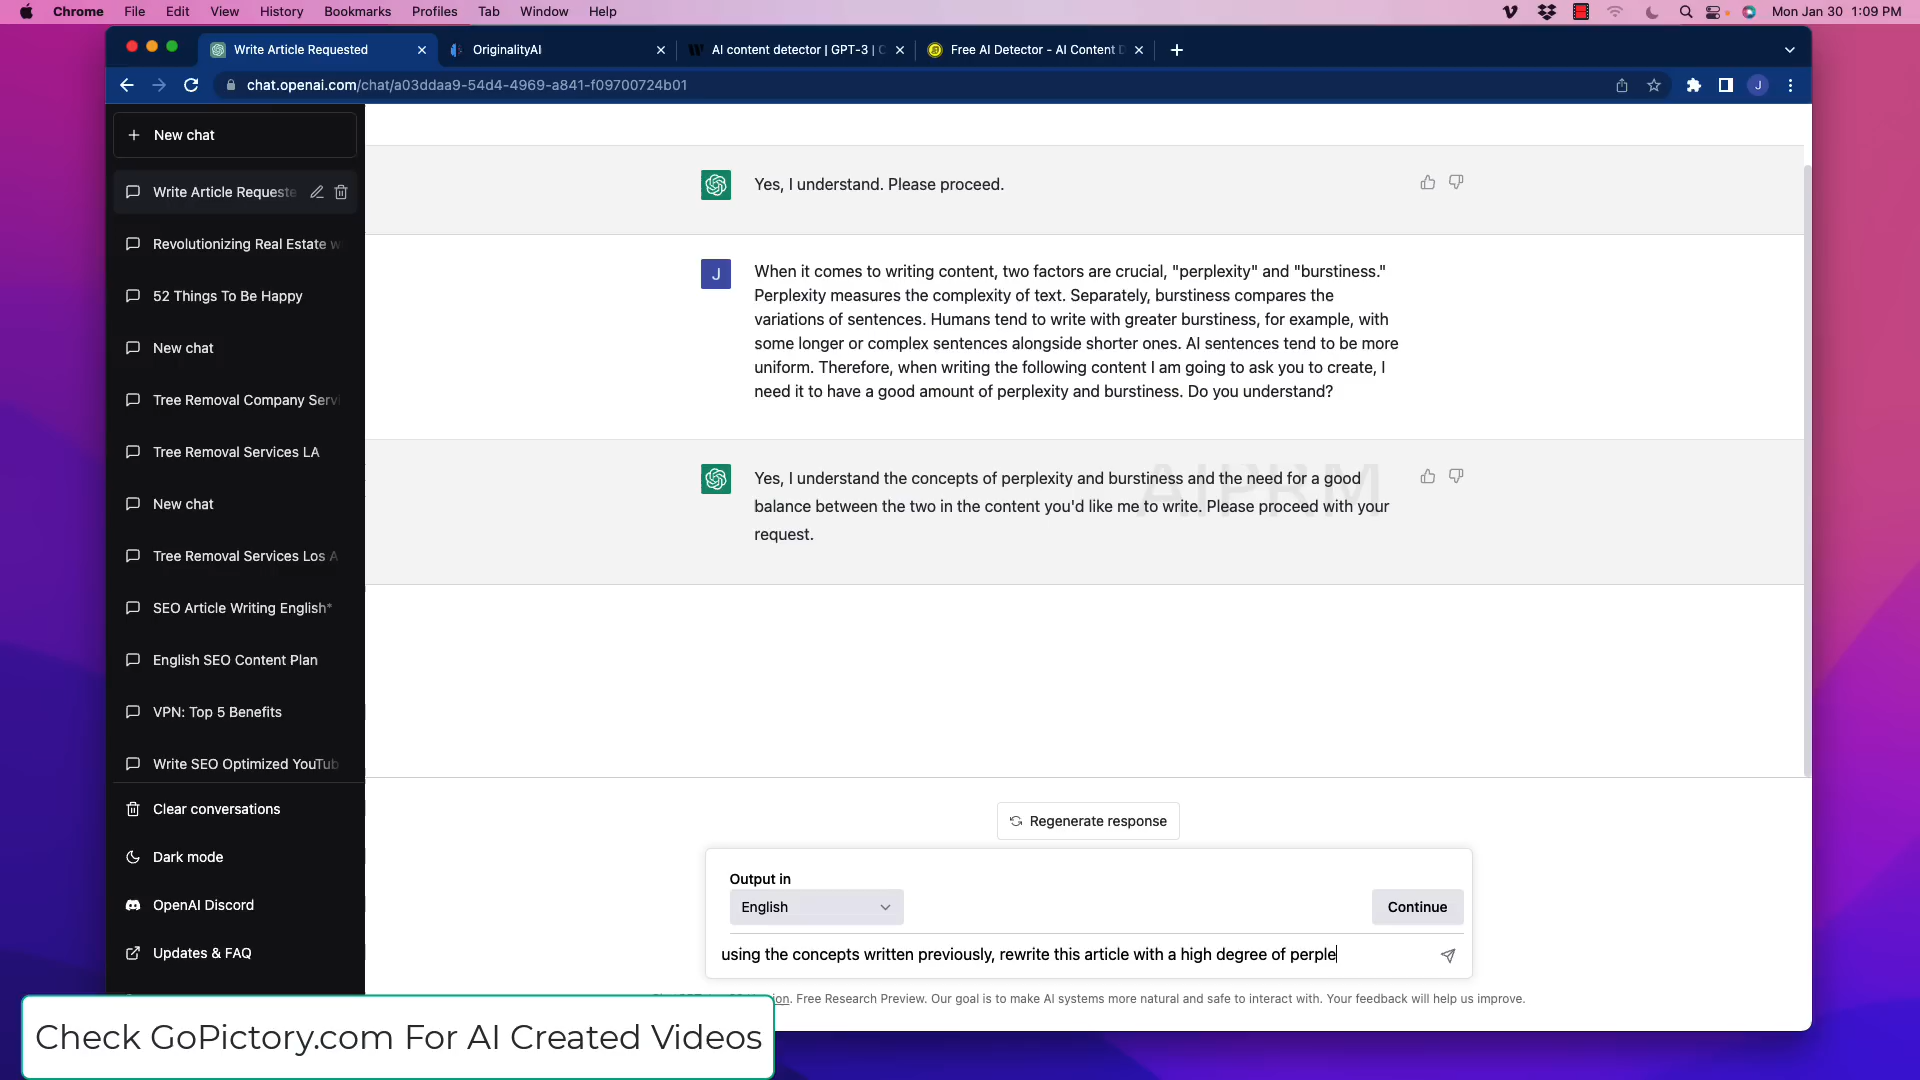 Chrome File Edit View History Bookmarks Profiles Tab Window Help Mon Jan 30 1:09 PM
Write Article Requested OriginalityAI AI content detector | GPT-3 | C Free AI Detector - AI Content D
chat.openai.com/chat/a03ddaa9-54d4-4969-a841-f09700724b01 J
New chat
Write Article Requeste
Revolutionizing Real Estate w
52 Things To Be Happy
New chat
Tree Removal Company Servi
Tree Removal Services LA
New chat
Tree Removal Services Los A
SEO Article Writing English*
English SEO Content Plan
VPN: Top 5 Benefits
Write SEO Optimized YouTub
Clear conversations
Dark mode
OpenAI Discord
Updates & FAQ
Yes, I understand. Please proceed.
J
When it comes to writing content, two factors are crucial, "perplexity" and "burstiness."
Perplexity measures the complexity of text. Separately, burstiness compares the
variations of sentences. Humans tend to write with greater burstiness, for example, with
some longer or complex sentences alongside shorter ones. AI sentences tend to be more
uniform. Therefore, when writing the following content I am going to ask you to create, I
need it to have a good amount of perplexity and burstiness. Do you understand?
AIPRM
Yes, I understand the concepts of perplexity and burstiness and the need for a good
balance between the two in the content you'd like me to write. Please proceed with your
request.
Regenerate response
Output in
English
Continue
using the concepts written previously, rewrite this article with a high degree of perple
Free Research Preview. Our goal is to make AI systems more natural and safe to interact with. Your feedback will help us improve.
Check GoPictory.com For AI Created Videos